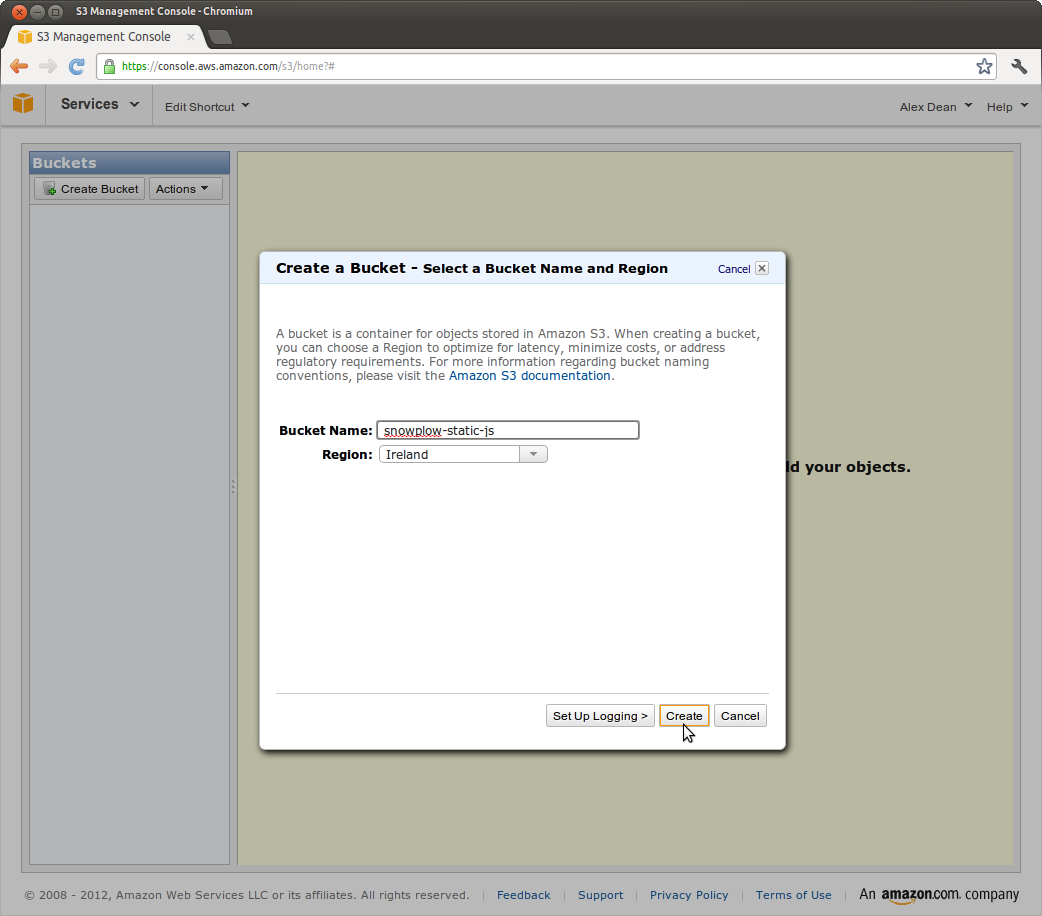 S3 Management Console - Chromium
S3 Management Console
https://console.aws.amazon.com/s3/home?#
Services Edit Shortcut Alex Dean Help
Buckets
Create Bucket Actions
Create a Bucket - Select a Bucket Name and Region Cancel
A bucket is a container for objects stored in Amazon S3. When creating a bucket,
you can choose a Region to optimize for latency, minimize costs, or address
regulatory requirements. For more information regarding bucket naming
conventions, please visit the Amazon S3 documentation.
Bucket Name: snowplow-static-js
Region: Ireland
ld your objects.
Set Up Logging > Create Cancel
© 2008 - 2012, Amazon Web Services LLC or its affiliates. All rights reserved. | Feedback | Support | Privacy Policy | Terms of Use | An amazon.com. company